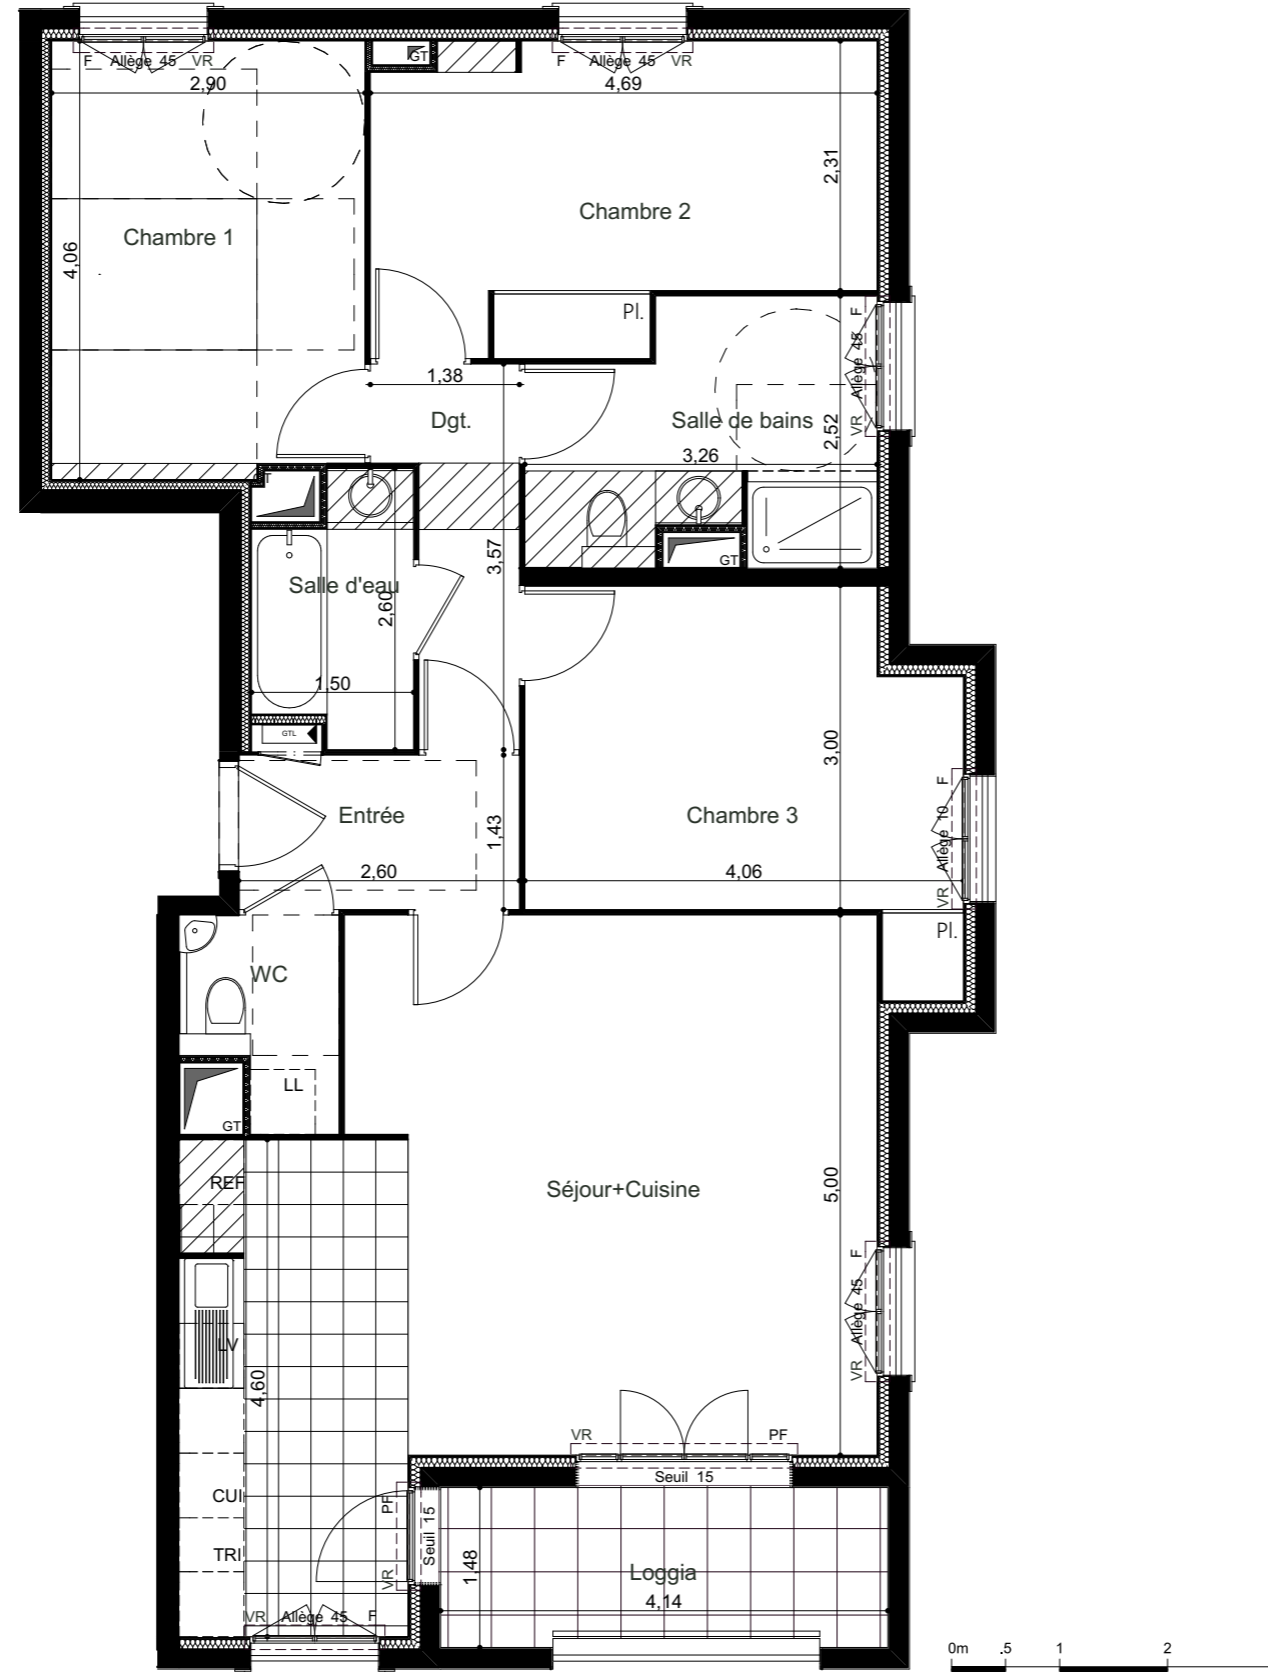 F Allège 45 VR
GT
F Allège 45 VR
2,90
4,69
2,31
Chambre 2
Chambre 1
4,06
Pl.
F
Allège 45
VR
1,38
Dgt.
Salle de bains
2,52
3,26
3,57
GT
Salle d'eau
2,60
1,50
GTL
3,00
F
Allège 10
VR
Entrée
Chambre 3
1,43
2,60
4,06
Pl.
WC
LL
GT
REF
Séjour+Cuisine
5,00
F
Allège 45
VR
LV
4,60
VR PF
Seuil 15
CUI
PF
Seuil 15
VR
TRI
1,48
Loggia
4,14
VR Allège 45 F
0m .5 1 2